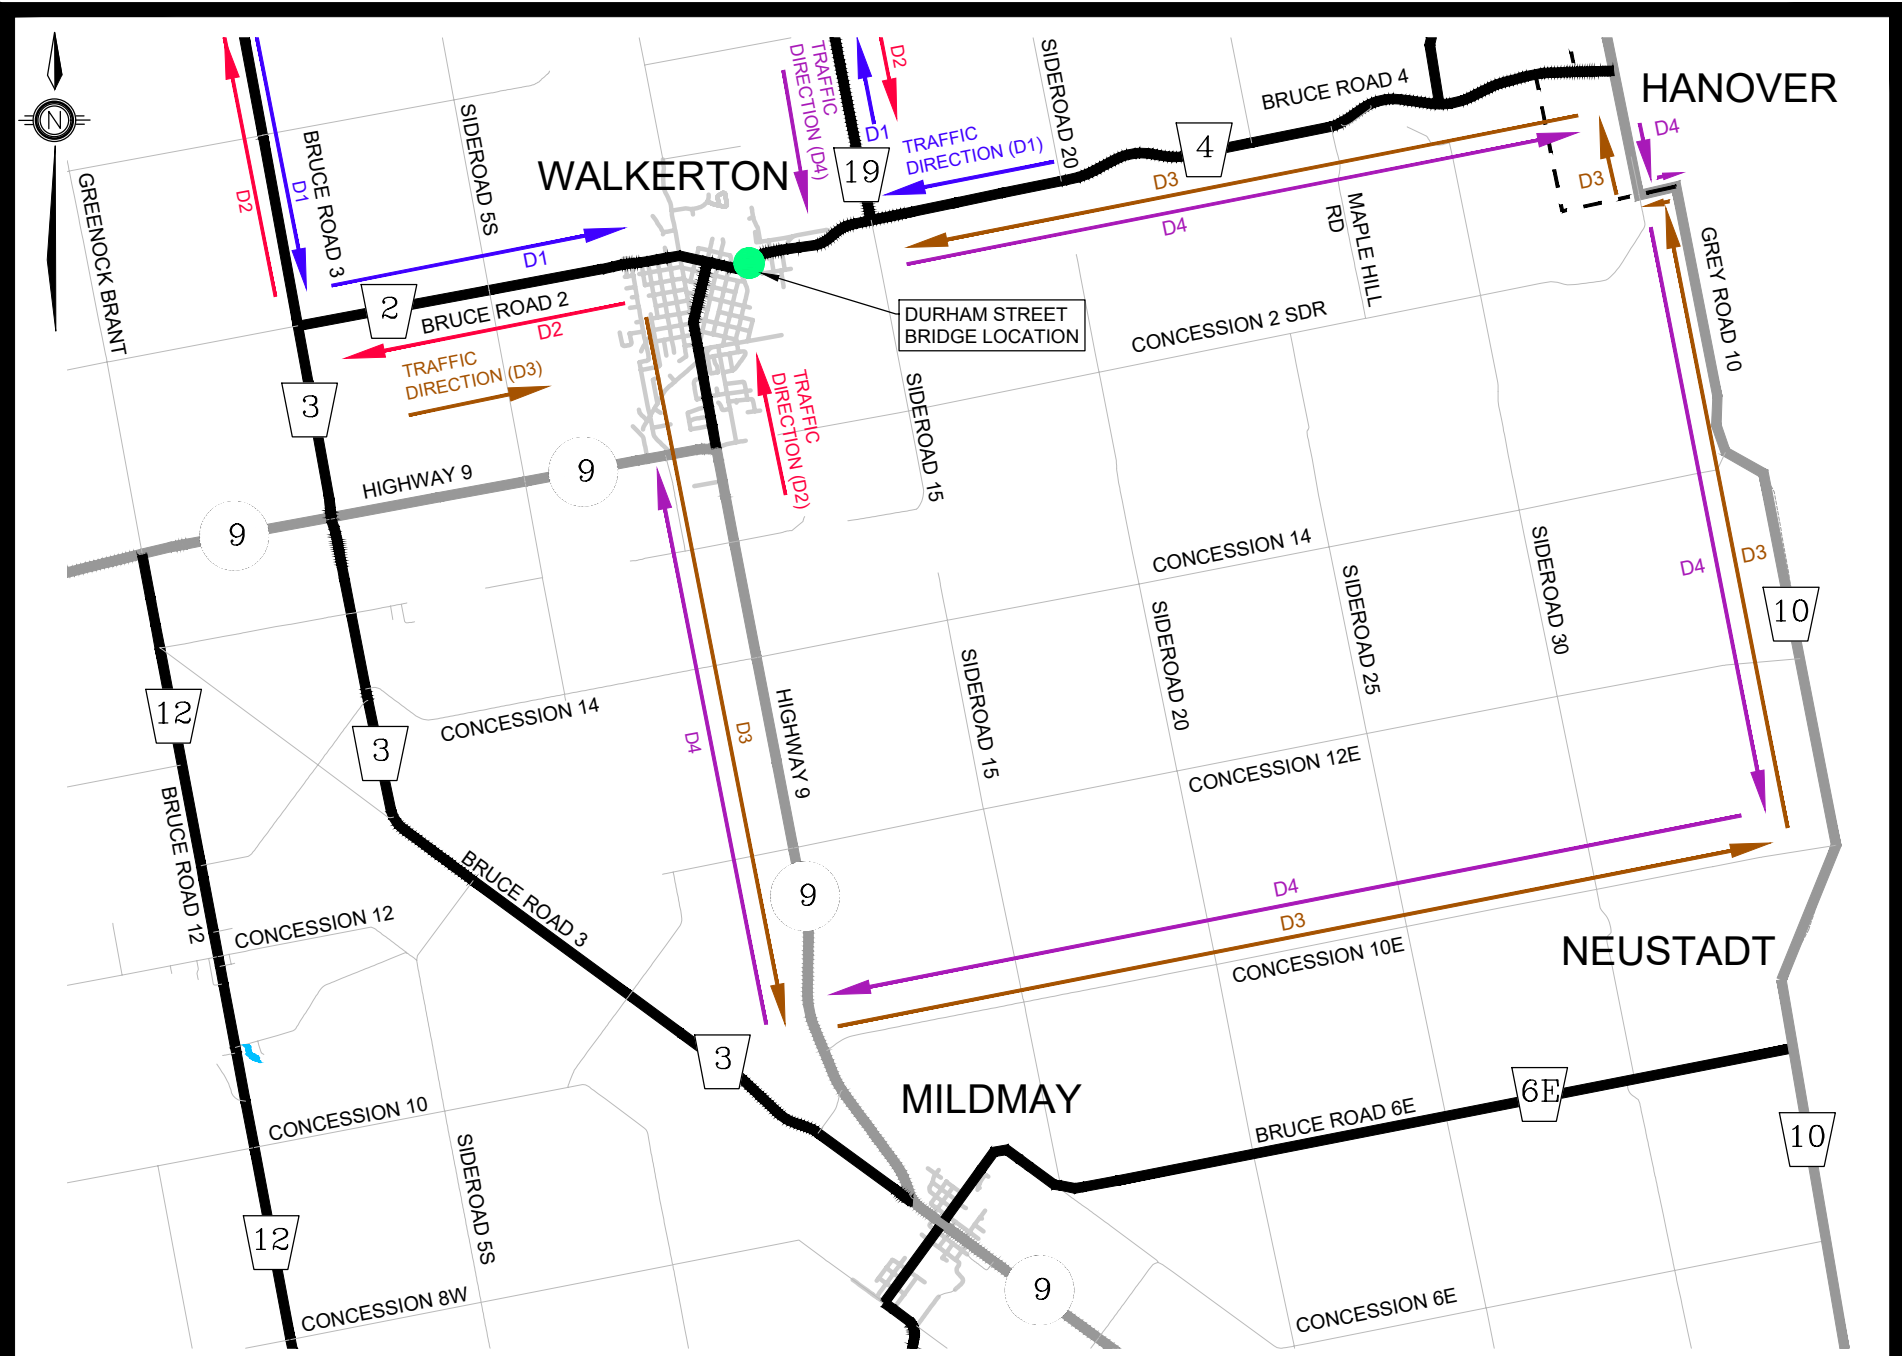 N
GREENOCK BRANT
D2
D1
BRUCE ROAD 3
SIDEROAD 5S
WALKERTON
TRAFFIC
DIRECTION (D4)
D1
D2
19
TRAFFIC
DIRECTION (D1)
SIDEROAD 20
BRUCE ROAD 4
4
HANOVER
D4
D3
D3
D4
MAPLE HILL
RD
GREY ROAD 10
D1
2
BRUCE ROAD 2
D2
DURHAM STREET
BRIDGE LOCATION
CONCESSION 2 SDR
TRAFFIC
DIRECTION (D3)
TRAFFIC
DIRECTION (D2)
SIDEROAD 15
3
HIGHWAY 9
9
9
CONCESSION 14
SIDEROAD 20
SIDEROAD 25
SIDEROAD 30
D4
D3
10
12
3
CONCESSION 14
D4
D3
HIGHWAY 9
SIDEROAD 15
CONCESSION 12E
BRUCE ROAD 12
BRUCE ROAD 3
CONCESSION 12
9
D4
D3
CONCESSION 10E
NEUSTADT
3
MILDMAY
CONCESSION 10
SIDEROAD 5S
BRUCE ROAD 6E
6E
10
12
CONCESSION 8W
9
CONCESSION 6E